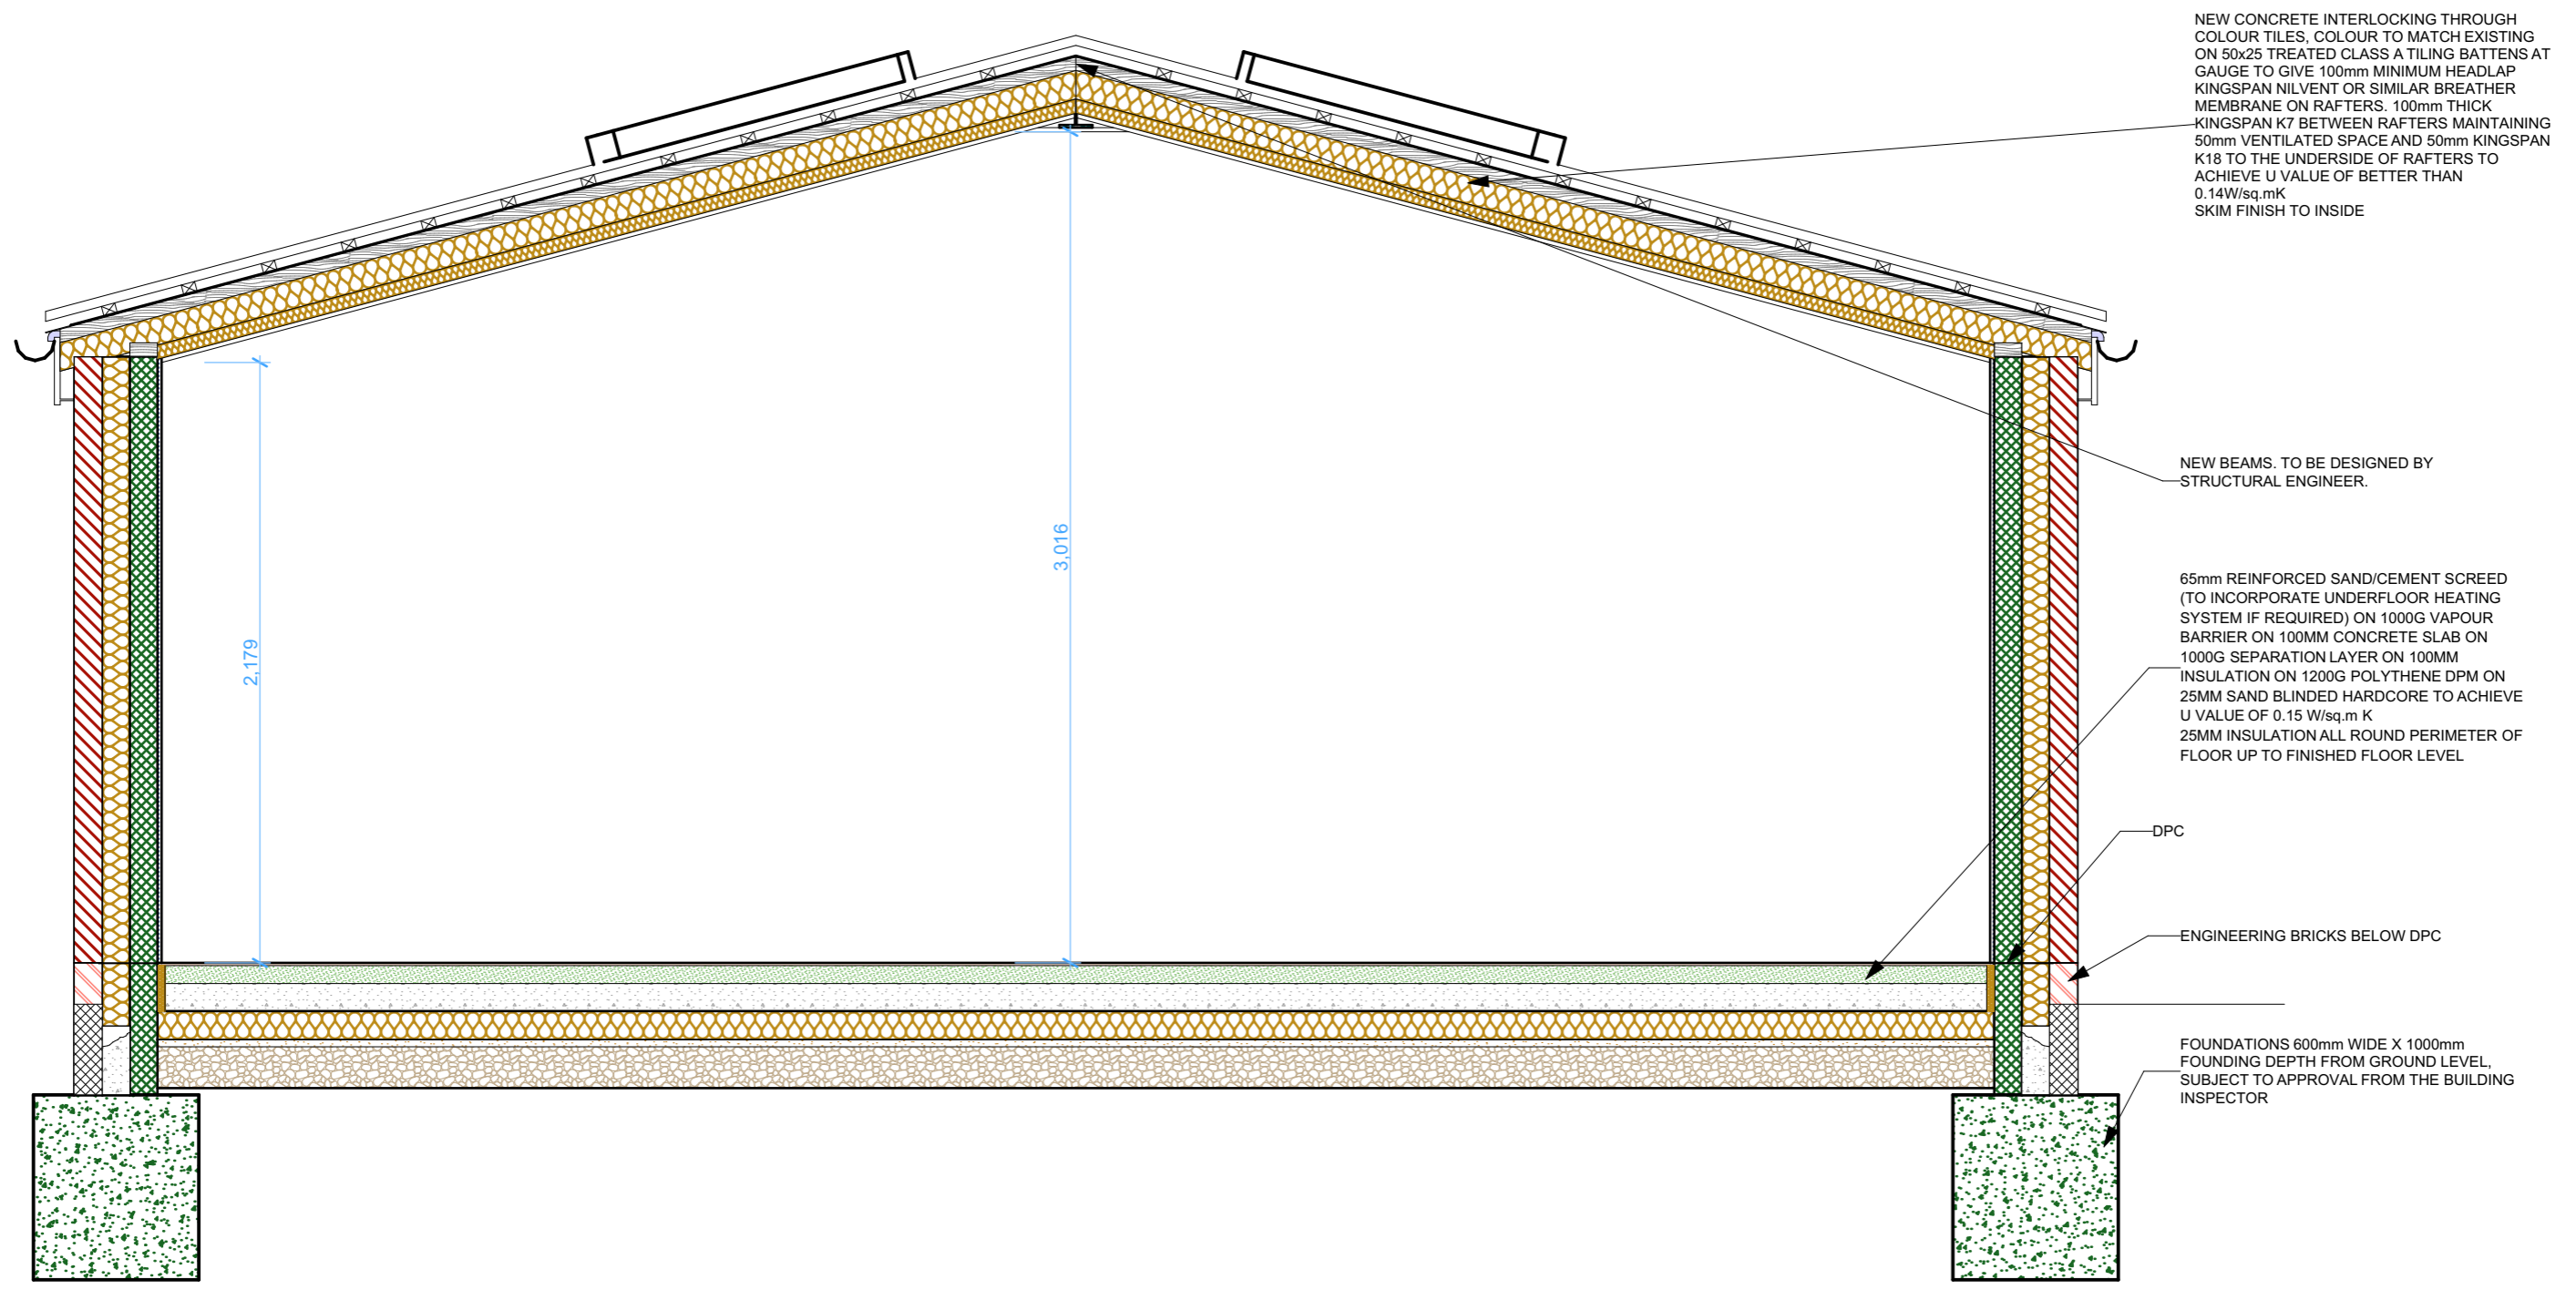 NEW CONCRETE INTERLOCKING THROUGH
COLOUR TILES, COLOUR TO MATCH EXISTING
ON 50x25 TREATED CLASS A TILING BATTENS AT
GAUGE TO GIVE 100mm MINIMUM HEADLAP
KINGSPAN NILVENT OR SIMILAR BREATHER
MEMBRANE ON RAFTERS. 100mm THICK
KINGSPAN K7 BETWEEN RAFTERS MAINTAINING
50mm VENTILATED SPACE AND 50mm KINGSPAN
K18 TO THE UNDERSIDE OF RAFTERS TO
ACHIEVE U VALUE OF BETTER THAN
0.14W/sq.mK
SKIM FINISH TO INSIDE
NEW BEAMS. TO BE DESIGNED BY
STRUCTURAL ENGINEER.
3,016
2,179
65mm REINFORCED SAND/CEMENT SCREED
(TO INCORPORATE UNDERFLOOR HEATING
SYSTEM IF REQUIRED) ON 1000G VAPOUR
BARRIER ON 100MM CONCRETE SLAB ON
1000G SEPARATION LAYER ON 100MM
INSULATION ON 1200G POLYTHENE DPM ON
25MM SAND BLINDED HARDCORE TO ACHIEVE
U VALUE OF 0.15 W/sq.m K
25MM INSULATION ALL ROUND PERIMETER OF
FLOOR UP TO FINISHED FLOOR LEVEL
DPC
ENGINEERING BRICKS BELOW DPC
FOUNDATIONS 600mm WIDE X 1000mm
FOUNDING DEPTH FROM GROUND LEVEL,
SUBJECT TO APPROVAL FROM THE BUILDING
INSPECTOR